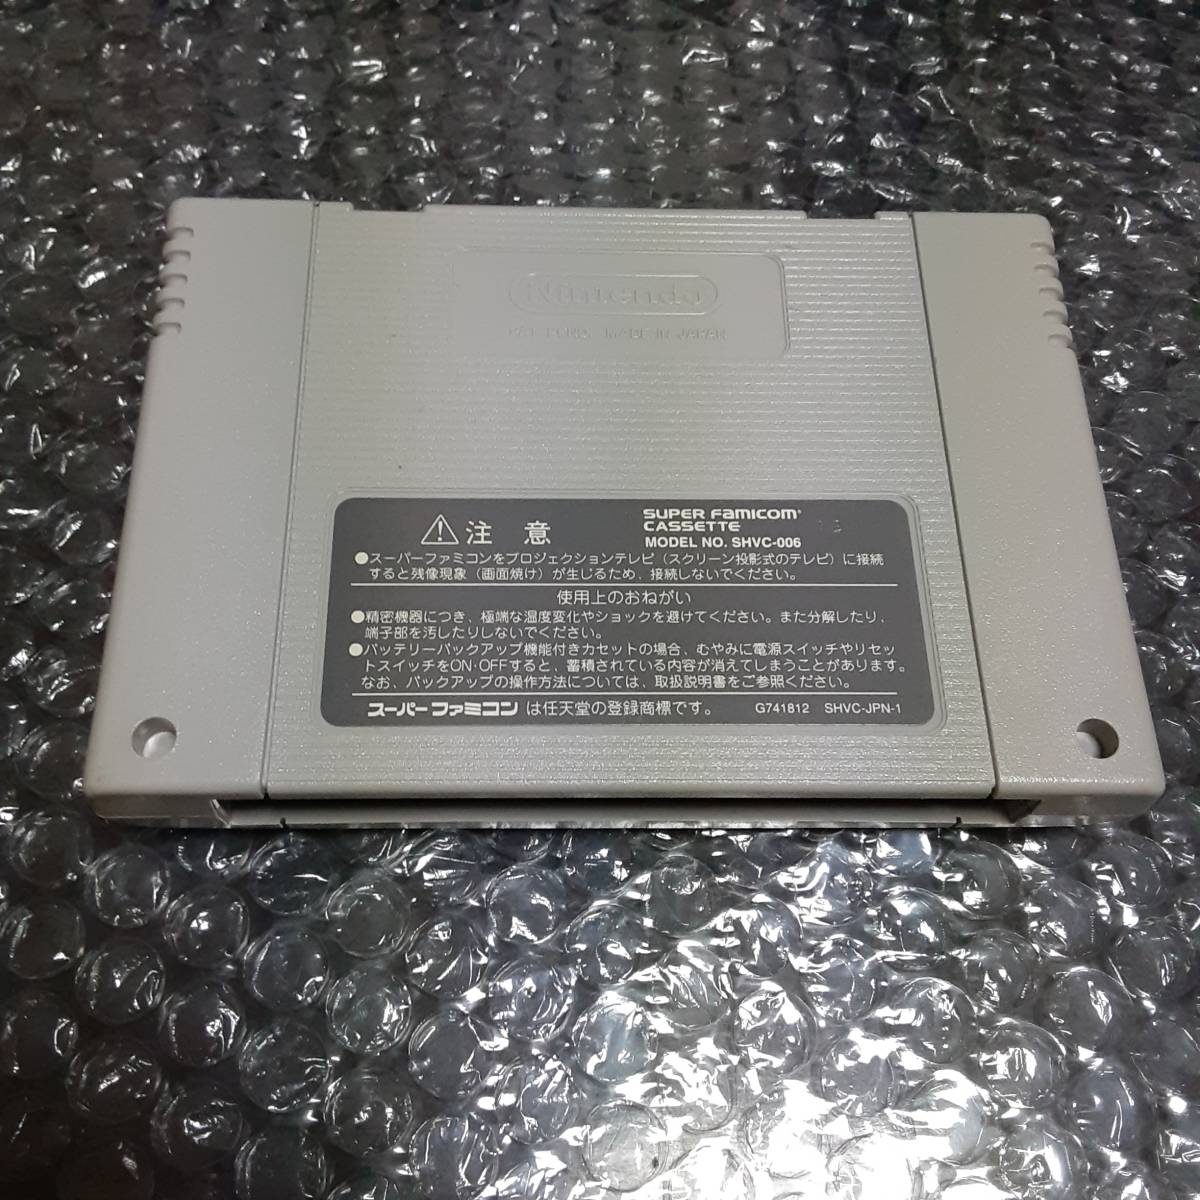 Nintendo
PAT. PEND. MADE IN JAPAN
⚠注意
SUPER Famicom
CASSETTE
MODEL NO. SHVC-006
●スーパーファミコンをプロジェクションテレビ(スクリーン投影式のテレビ)に接続
すると残像現象(画面焼け)が生じるため、接続しないでください。
使用上のおねがい
●精密機器につき、極端な温度変化やショックを避けてください。また分解したり、
端子部を汚したりしないでください。
●バッテリーバックアップ機能付きカセットの場合、むやみに電源スイッチやリセッ
トスイッチをON·OFFすると、蓄積されている内容が消えてしまうことがあります。
なお、バックアップの操作方法については、取扱説明書をご参照ください。
スーパーファミコンは任天堂の登録商標です。 G741812 SHVC-JPN-1